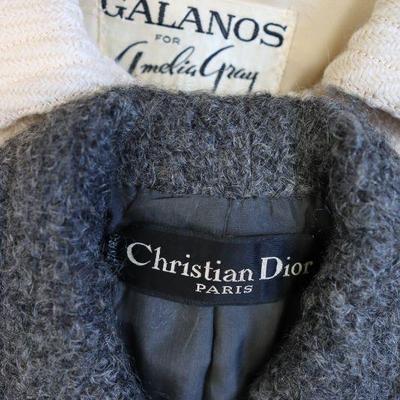 GALANOS
FOR
Amelia Gray
Christian Dior
PARIS